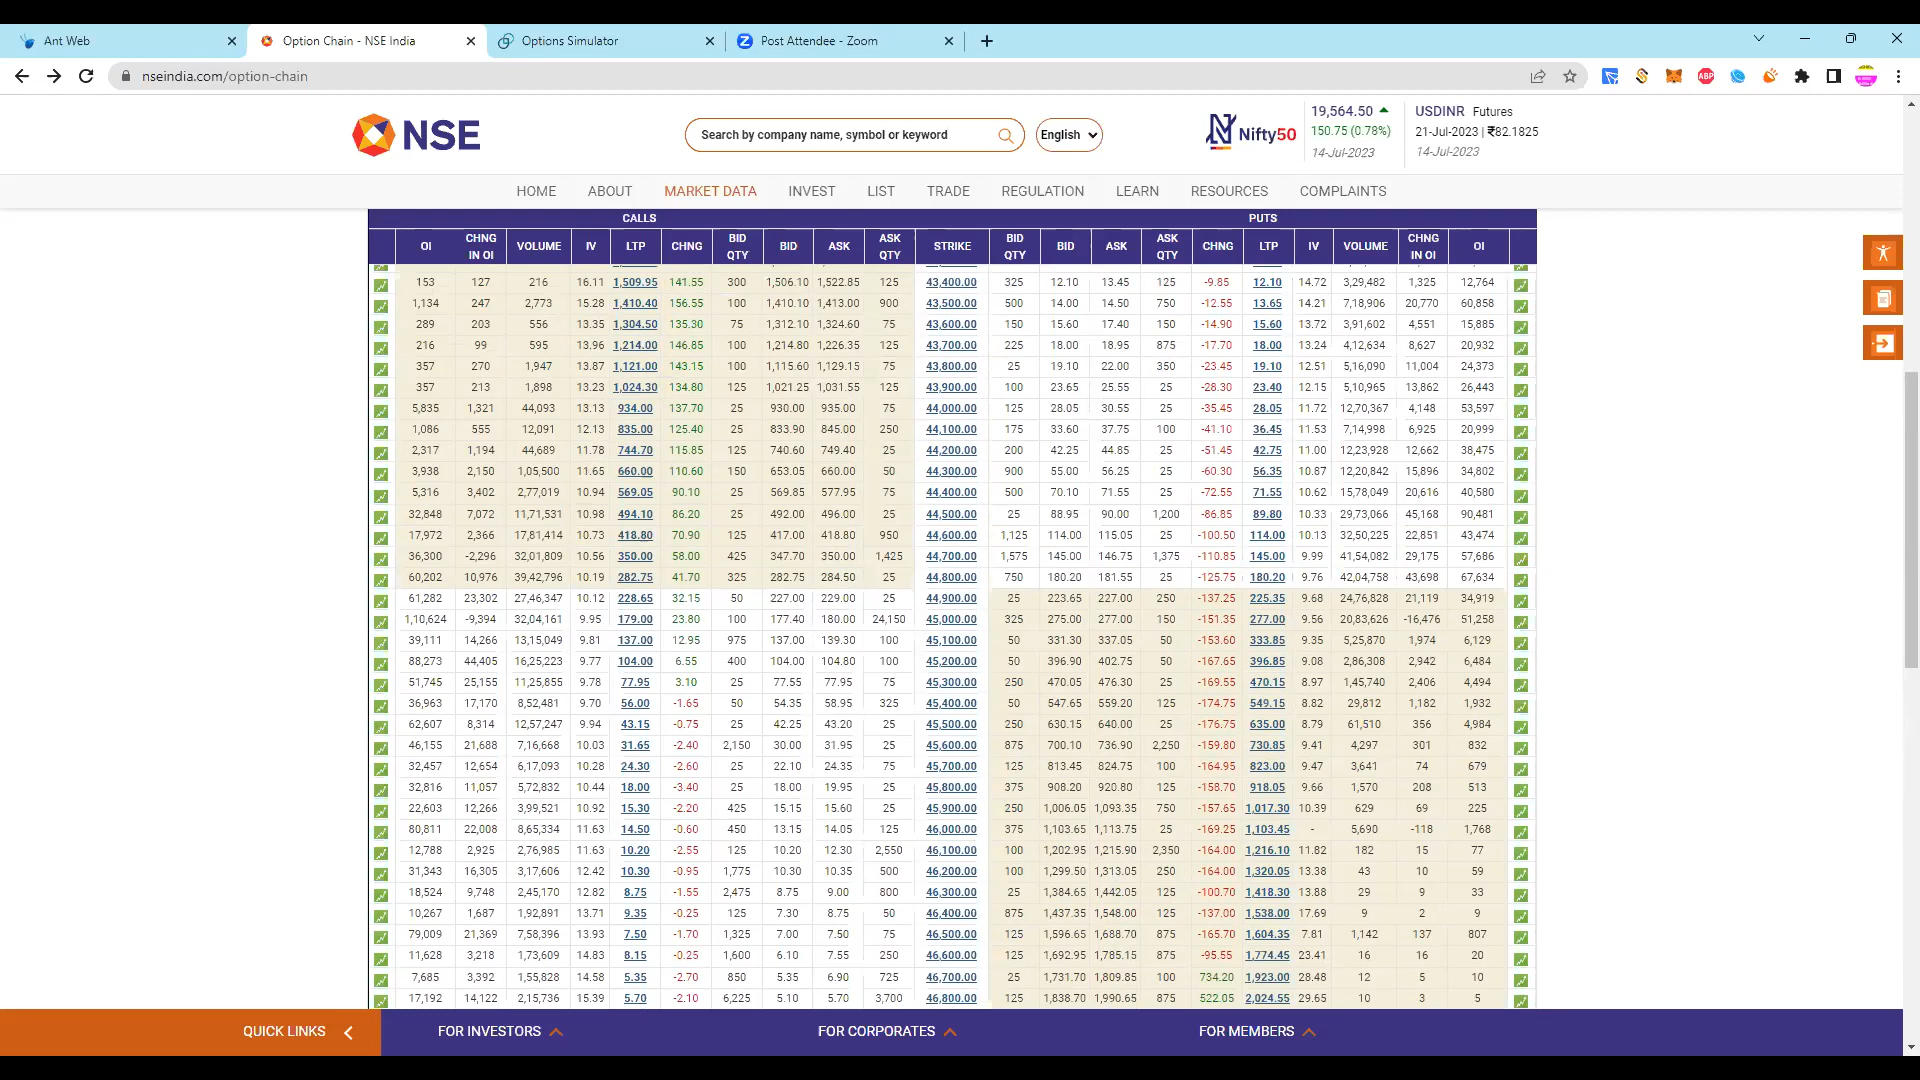 Ant Web
Option Chain - NSE India
Options Simulator
Post Attendee - Zoom
nseindia.com/option-chain
ABP
NSE
Search by company name, symbol or keyword
English
Nifty50
19,564.50
150.75 (0.78%)
14-Jul-2023
USDINR Futures
21-Jul-2023 | ₹82.1825
14-Jul-2023
HOME ABOUT MARKET DATA INVEST LIST TRADE REGULATION LEARN RESOURCES COMPLAINTS
CALLS PUTS
OI CHNG IN OI VOLUME IV LTP CHNG BID QTY BID ASK ASK QTY STRIKE BID QTY BID ASK ASK QTY CHNG LTP IV VOLUME CHNG IN OI OI
153 127 216 16.11 1,509.95 141.55 300 1,506.10 1,522.85 125 43,400.00 325 12.10 13.45 125 -9.85 12.10 14.72 3,29,482 1,325 12,764
1,134 247 2,773 15.28 1,410.40 156.55 100 1,410.10 1,413.00 900 43,500.00 500 14.00 14.50 750 -12.55 13.65 14.21 7,18,906 20,770 60,858
289 203 556 13.35 1,304.50 135.30 75 1,312.10 1,324.60 75 43,600.00 150 15.60 17.40 150 -14.90 15.60 13.72 3,91,602 4,551 15,885
216 99 595 13.96 1,214.00 146.85 100 1,214.80 1,226.35 125 43,700.00 225 18.00 18.95 875 -17.70 18.00 13.24 4,12,634 8,627 20,932
357 270 1,947 13.87 1,121.00 143.15 100 1,115.60 1,129.15 75 43,800.00 25 19.10 22.00 350 -23.45 19.10 12.51 5,16,090 11,004 24,373
357 213 1,898 13.23 1,024.30 134.80 125 1,021.25 1,031.55 125 43,900.00 100 23.65 25.55 25 -28.30 23.40 12.15 5,10,965 13,862 26,443
5,835 1,321 44,093 13.13 934.00 137.70 25 930.00 935.00 75 44,000.00 125 28.05 30.55 25 -35.45 28.05 11.72 12,70,367 4,148 53,597
1,086 555 12,091 12.13 835.00 125.40 25 833.90 845.00 250 44,100.00 175 33.60 37.75 100 -41.10 36.45 11.53 7,14,998 6,925 20,999
2,317 1,194 44,689 11.78 744.70 115.85 125 740.60 749.40 25 44,200.00 200 42.25 44.85 25 -51.45 42.75 11.00 12,23,928 12,662 38,475
3,938 2,150 1,05,500 11.65 660.00 110.60 150 653.05 660.00 50 44,300.00 900 55.00 56.25 25 -60.30 56.35 10.87 12,20,842 15,896 34,802
5,316 3,402 2,77,019 10.94 569.05 90.10 25 569.85 577.95 75 44,400.00 500 70.10 71.55 25 -72.55 71.55 10.62 15,78,049 20,616 40,580
32,848 7,072 11,71,531 10.98 494.10 86.20 25 492.00 496.00 25 44,500.00 25 88.95 90.00 1,200 -86.85 89.80 10.33 29,73,066 45,168 90,481
17,972 2,366 17,81,414 10.73 418.80 70.90 125 417.00 418.80 950 44,600.00 1,125 114.00 115.05 25 -100.50 114.00 10.13 32,50,225 22,851 43,474
36,300 -2,296 32,01,809 10.56 350.00 58.00 425 347.70 350.00 1,425 44,700.00 1,575 145.00 146.75 1,375 -110.85 145.00 9.99 41,54,082 29,175 57,686
60,202 10,976 39,42,796 10.19 282.75 41.70 325 282.75 284.50 25 44,800.00 750 180.20 181.55 25 -125.75 180.20 9.76 42,04,758 43,698 67,634
61,282 23,302 27,46,347 10.12 228.65 32.15 50 227.00 229.00 25 44,900.00 25 223.65 227.00 250 -137.25 225.35 9.68 24,76,828 21,119 34,919
1,10,624 -9,394 32,04,161 9.95 179.00 23.80 100 177.40 180.00 24,150 45,000.00 325 275.00 277.00 150 -151.35 277.00 9.56 20,83,626 -16,476 51,258
39,111 14,266 13,15,049 9.81 137.00 12.95 975 137.00 139.30 100 45,100.00 50 331.30 337.05 50 -153.60 333.85 9.35 5,25,870 1,974 6,129
88,273 44,405 16,25,223 9.77 104.00 6.55 400 104.00 104.80 100 45,200.00 50 396.90 402.75 50 -167.65 396.85 9.08 2,86,308 2,942 6,484
51,745 25,155 11,25,855 9.78 77.95 3.10 25 77.55 77.95 75 45,300.00 250 470.05 476.30 25 -169.55 470.15 8.97 1,45,740 2,406 4,494
36,963 17,170 8,52,481 9.70 56.00 -1.65 50 54.35 58.95 325 45,400.00 50 547.65 559.20 125 -174.75 549.15 8.82 29,812 1,182 1,932
62,607 8,314 12,57,247 9.94 43.15 -0.75 25 42.25 43.20 25 45,500.00 250 630.15 640.00 25 -176.75 635.00 8.79 61,510 356 4,984
46,155 21,688 7,16,668 10.03 31.65 -2.40 2,150 30.00 31.95 25 45,600.00 875 700.10 736.90 2,250 -159.80 730.85 9.41 4,297 301 832
32,457 12,654 6,17,093 10.28 24.30 -2.60 25 22.10 24.35 75 45,700.00 125 813.45 824.75 100 -164.95 823.00 9.47 3,641 74 679
32,816 11,057 5,72,832 10.44 18.00 -3.40 25 18.00 19.95 25 45,800.00 375 908.20 920.80 125 -158.70 918.05 9.66 1,570 208 513
22,603 12,266 3,99,521 10.92 15.30 -2.20 425 15.15 15.60 25 45,900.00 250 1,006.05 1,093.35 750 -157.65 1,017.30 10.39 629 69 225
80,811 22,008 8,65,334 11.63 14.50 -0.60 450 13.15 14.05 125 46,000.00 375 1,103.65 1,113.75 25 -169.25 1,103.45 - 5,690 -118 1,768
12,788 2,925 2,76,985 11.63 10.20 -2.55 125 10.20 12.30 2,550 46,100.00 100 1,202.95 1,215.90 2,350 -164.00 1,216.10 11.82 182 15 77
31,343 16,305 3,17,606 12.42 10.30 -0.95 1,775 10.30 10.35 500 46,200.00 100 1,299.50 1,313.05 250 -164.00 1,320.05 13.38 43 10 59
18,524 9,748 2,45,170 12.82 8.75 -1.55 2,475 8.75 9.00 800 46,300.00 25 1,384.65 1,442.05 125 -100.70 1,418.30 13.88 29 9 33
10,267 1,687 1,92,891 13.71 9.35 -0.25 125 7.30 8.75 50 46,400.00 875 1,437.35 1,548.00 125 -137.00 1,538.00 17.69 9 2 9
79,009 21,369 7,58,396 13.93 7.50 -1.70 1,325 7.00 7.50 75 46,500.00 125 1,596.65 1,688.70 875 -165.70 1,604.35 7.81 1,142 137 807
11,628 3,218 1,73,609 14.83 8.15 -0.25 1,600 6.10 7.55 250 46,600.00 125 1,692.95 1,785.15 875 -95.55 1,774.45 23.41 16 16 20
7,685 3,392 1,55,828 14.58 5.35 -2.70 850 5.35 6.90 725 46,700.00 25 1,731.70 1,809.85 100 734.20 1,923.00 28.48 12 5 10
17,192 14,122 2,15,736 15.39 5.70 -2.10 6,225 5.10 5.70 3,700 46,800.00 125 1,838.70 1,990.65 875 522.05 2,024.55 29.65 10 3 5
QUICK LINKS FOR INVESTORS FOR CORPORATES FOR MEMBERS